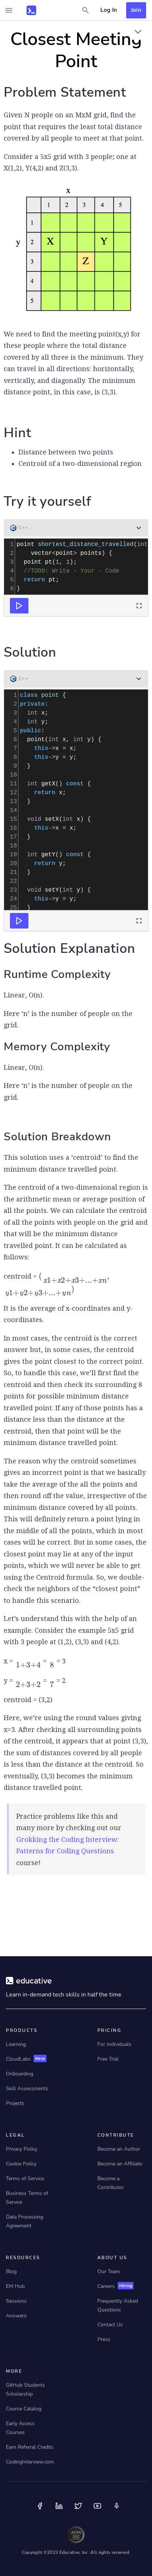 Log In
Join
Closest Meeting
Point
Problem Statement
Given N people on an MxM grid, find the
point that requires the least total distance
covered by all people to meet at that point.
Consider a 5x5 grid with 3 people; one at
X(1,2), Y(4,2) and Z(3,3).
x
1 2 3 4 5
1
y 2 X Y
3 Z
4
5
We need to find the meeting point(x,y) for
these people where the total distance
covered by all the people is the minimum. They
can travel in all directions: horizontally,
vertically, and diagonally. The minimum
distance point, in this case, is (3,3).
Hint
• Distance between two points
• Centroid of a two-dimensional region
Try it yourself
C++
1 point shortest_distance_travelled(int
2 vector<point> points) {
3 point pt(1, 1);
4 //TODO: Write - Your - Code
5 return pt;
6 }
Solution
C++
1 class point {
2 private:
3 int x;
4 int y;
5 public:
6 point(int x, int y) {
7 this->x = x;
8 this->y = y;
9 }
10
11 int getX() const {
12 return x;
13 }
14
15 void setX(int x) {
16 this->x = x;
17 }
18
19 int getY() const {
20 return y;
21 }
22
23 void setY(int y) {
24 this->y = y;
25 }
Solution Explanation
Runtime Complexity
Linear, O(n).
Here ‘n’ is the number of people on the
grid.
Memory Complexity
Linear, O(n).
Here ‘n’ is the number of people on the
grid.
Solution Breakdown
This solution uses a ‘centroid’ to find the
minimum distance travel point.
The centroid of a two-dimensional region is
the arithmetic mean or average position of
all the points. We can calculate the centroid
of all the points with people on the grid and
that will be the minimum distance
travelled point. It can be calculated as
follows:
centroid = ( x1+x2+x3+...+xn,
y1+y2+y3+...+yn)
It is the average of x-coordinates and y-
coordinates.
In most cases, the centroid is the correct
answer but, in some cases, the centroid
gives the point closest to the correct point.
So, to handle this case, we’ll first find the
centroid and then check its surrounding 8
points for possible minimum distance
travelled point. If any of those points has a
distance less than the distance at the
centroid, then that point will be the
minimum distance travelled point.
The reason why the centroid sometimes
gives an incorrect point is that we basically
take the average of all the points and
then round off the value, irrespective of the
minimum distance covered by all points.
This will definitely return a point lying in
the middle of all the points, which in most
cases will be correct. But in some cases, the
closest point may lie at any of the input
points, which we will never be able to get
using the Centroid formula. So, we double-
check the neighbors of the “closest point”
to handle these scenario.
Let’s understand this with the help of an
example. Consider the example 5x5 grid
with 3 people at (1,2), (3,3) and (4,2).
x = 1+3+4 = 8 = 3
y = 2+3+2 = 7 = 2
centroid = (3,2)
Here, we’re using the round values giving
x=3. After checking all surrounding points
of the centroid, it appears that at point (3,3),
the sum of distances covered by all people
is less than the distance at the centroid. So
eventually, (3,3) becomes the minimum
distance travelled point.
Practice problems like this and
many more by checking out our
Grokking the Coding Interview:
Patterns for Coding Questions
course!
educative
Learn in-demand tech skills in half the time
PRODUCTS
Learning
CloudLabs New
Onboarding
Skill Assessments
Projects
PRICING
For Individuals
Free Trial
LEGAL
Privacy Policy
Cookie Policy
Terms of Service
Business Terms of
Service
Data Processing
Agreement
CONTRIBUTE
Become an Author
Become an Affiliate
Become a
Contributor
RESOURCES
Blog
EM Hub
Sessions
Answers
ABOUT US
Our Team
Careers Hiring
Frequently Asked
Questions
Contact Us
Press
MORE
GitHub Students
Scholarship
Course Catalog
Early Access
Courses
Earn Referral Credits
CodingInterview.com
Copyright ©2023 Educative, Inc. All rights reserved.